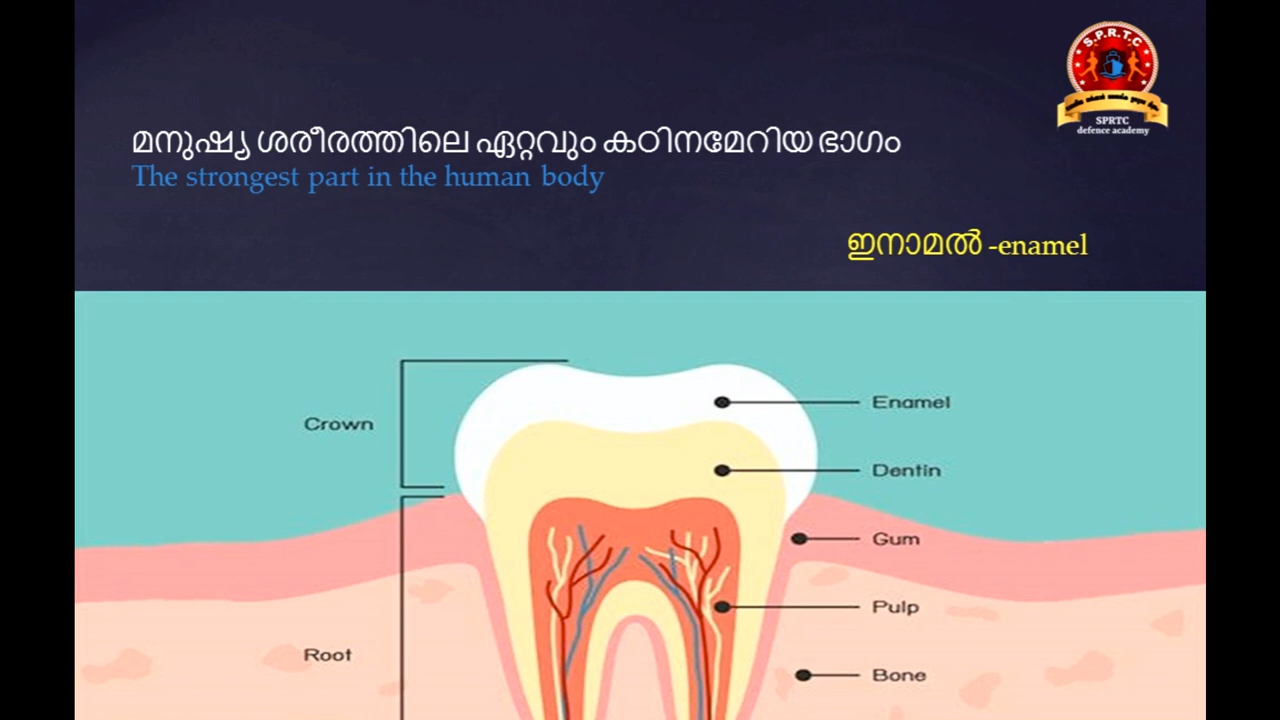 S.P.R.T.C
SPRTC
defence academy
മനുഷ്യ ശരീരത്തിലെ ഏറ്റവും കഠിനമേറിയ ഭാഗം
The strongest part in the human body
ഇനാമൽ -enamel
Crown
Enamel
Dentin
Gum
Pulp
Root
Bone